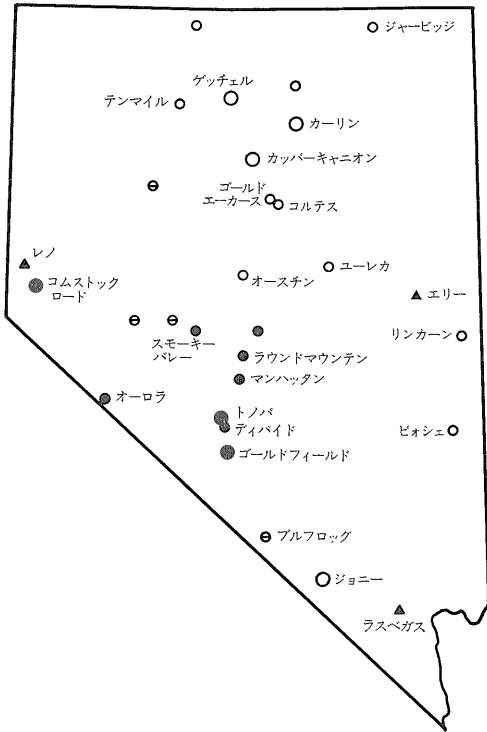 ジャービッジ
ゲッチェル
テンマイル
カーリン
カッパーキャニオン
ゴールド
エーカース
コルテス
レノ
コムストック
ロード
オースチン
ユーレカ
エリー
スモーキー
バレー
リンカーン
ラウンドマウンテン
マンハッタン
オーロラ
トノパ
ディバイド
ピォシェ
ゴールドフィールド
ブルフロッグ
ジョニー
ラスベガス